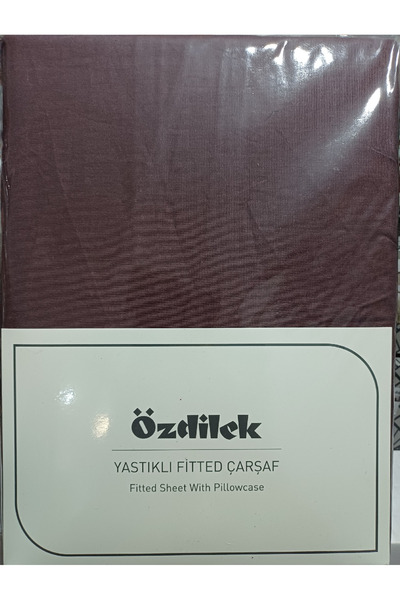 Özdilek
YASTIKLI FİTTED ÇARŞAF
Fitted Sheet With Pillowcase